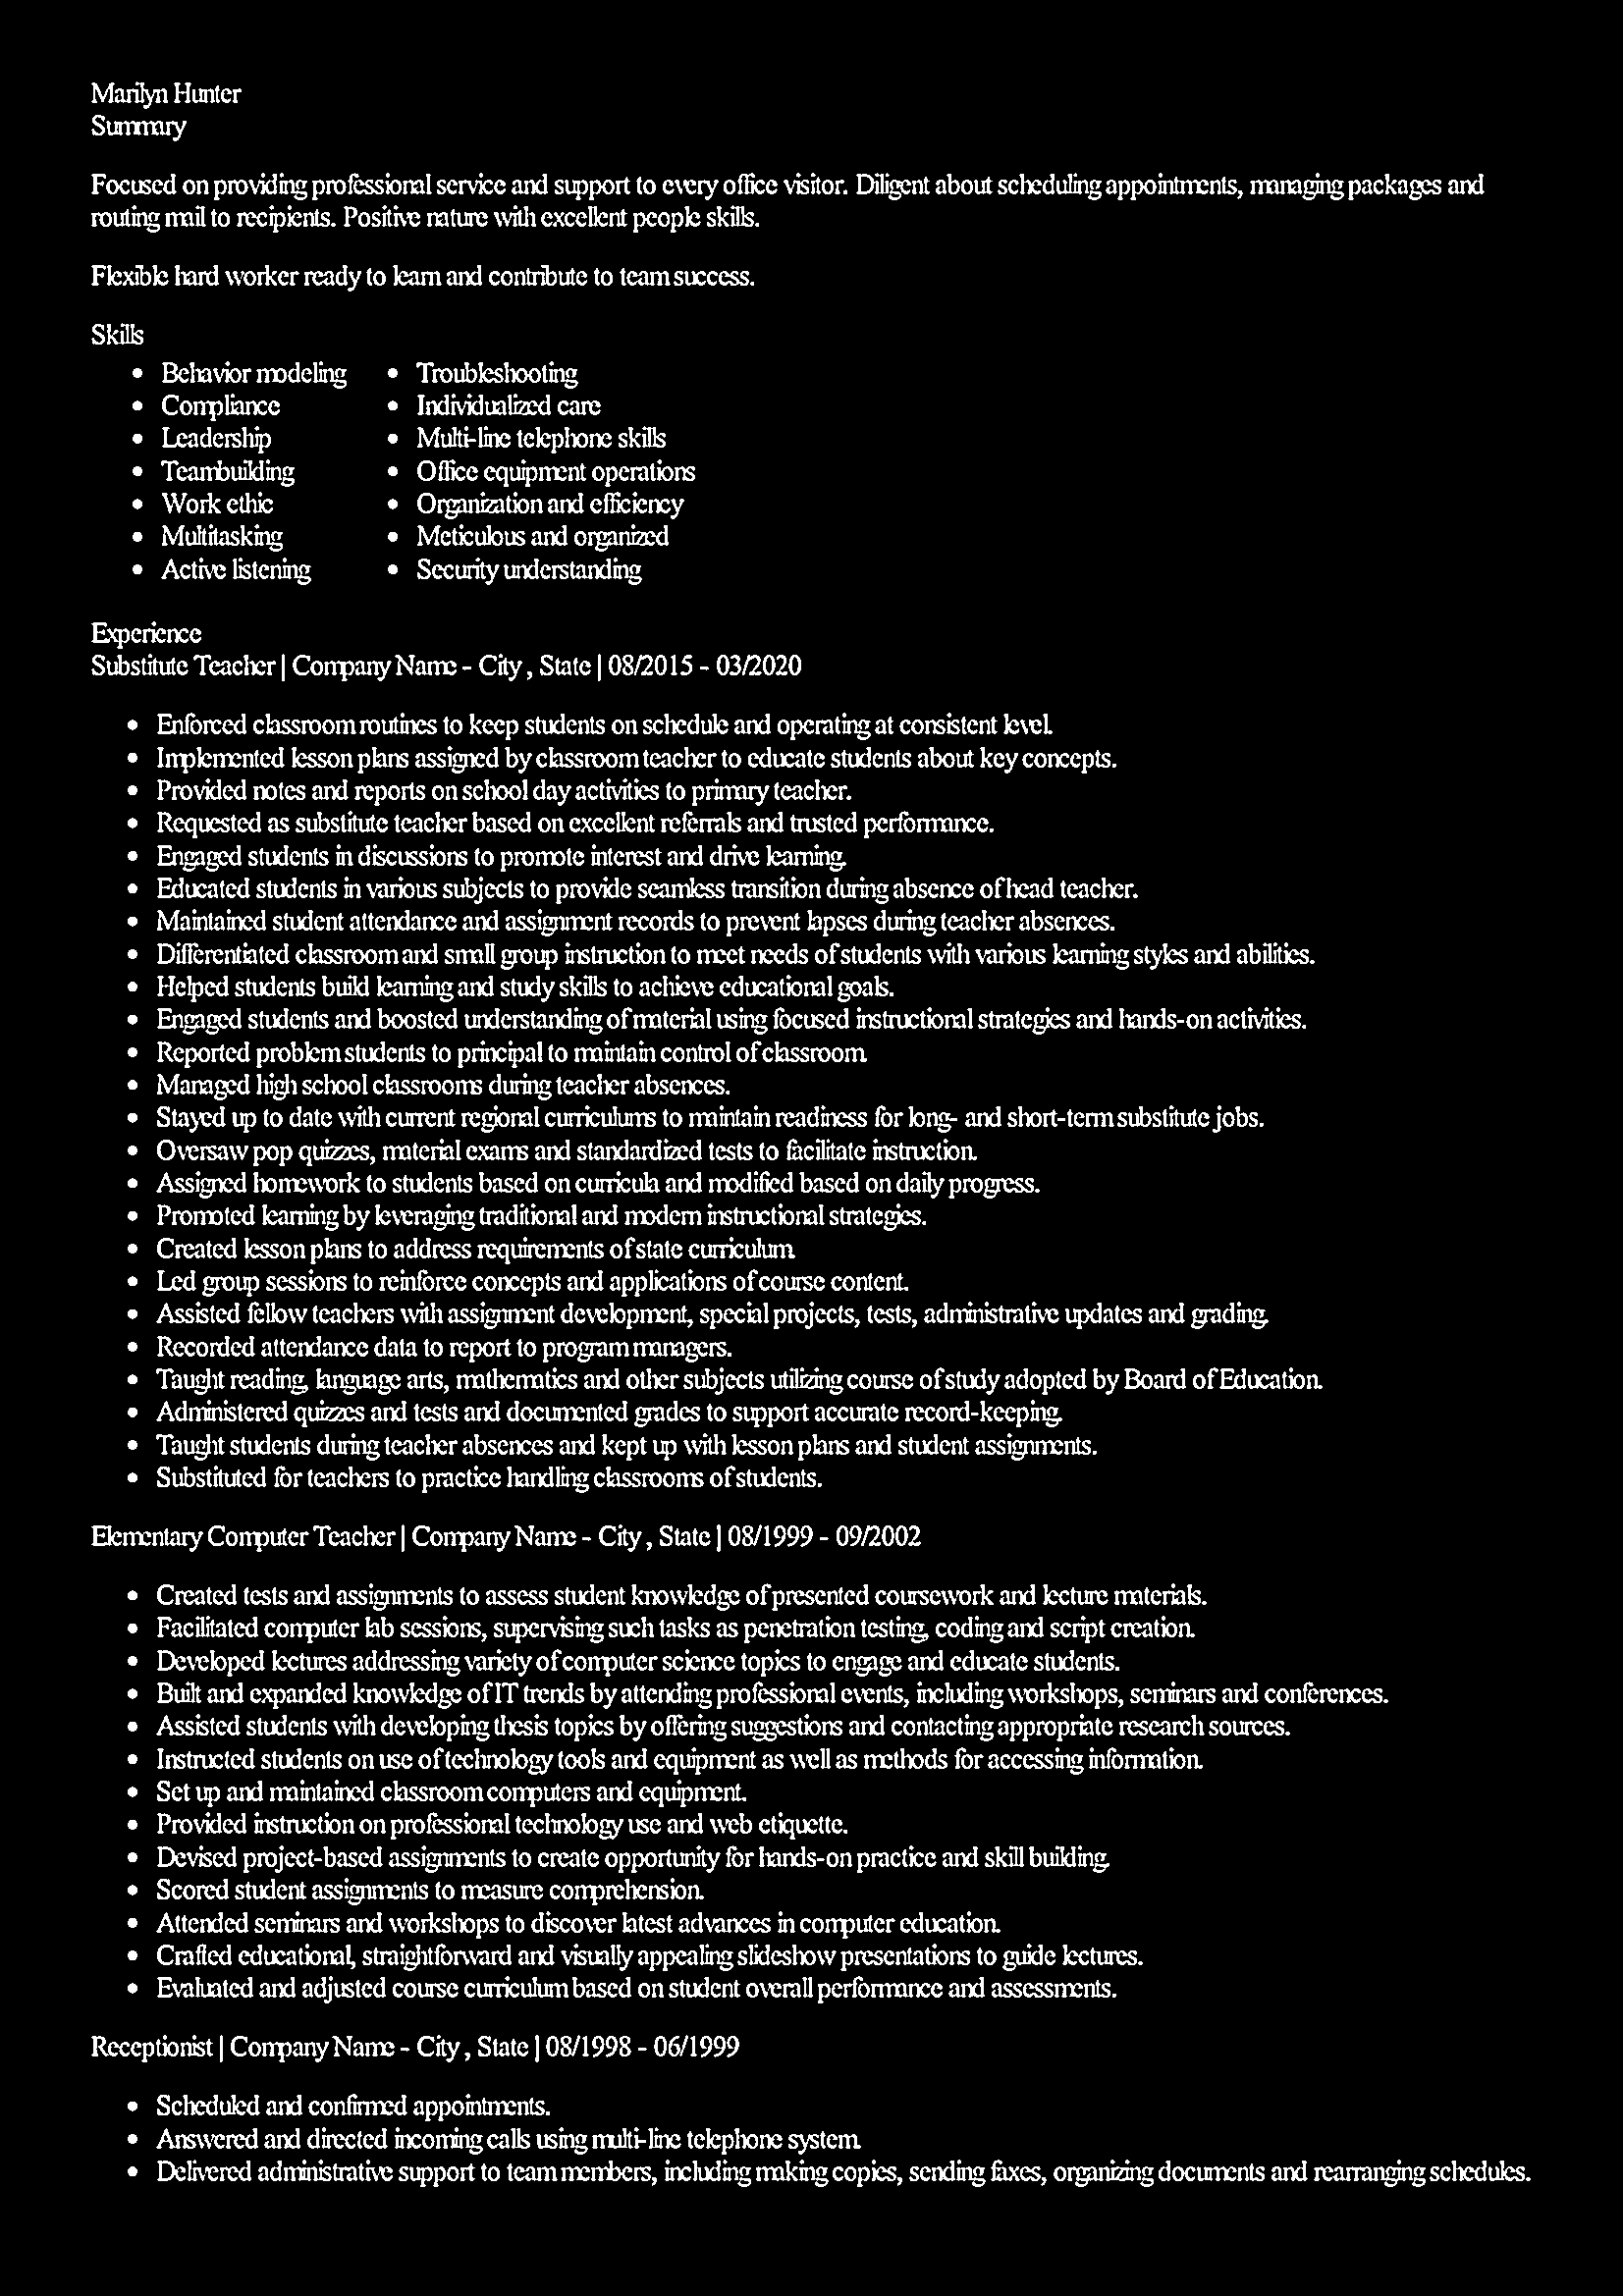 Marilyn Hunter
Summary
Focused on providing professional service and support to every office visitor. Diligent about scheduling appointments, managing packages and
routing mail to recipients. Positive nature with excellent people skills.
Flexible hard worker ready to learn and contribute to team success.
Skills
• Behavior modeling
• Compliance
• Leadership
• Teambuilding
• Work ethic
• Multitasking
• Active listening
• Troubleshooting
• Individualized care
• Multi-line telephone skills
• Office equipment operations
• Organization and efficiency
• Meticulous and organized
• Security understanding
Experience
Substitute Teacher | Company Name - City , State | 08/2015 - 03/2020
• Enforced classroom routines to keep students on schedule and operating at consistent level.
• Implemented lesson plans assigned by classroom teacher to educate students about key concepts.
• Provided notes and reports on school day activities to primary teacher.
• Requested as substitute teacher based on excellent referrals and trusted performance.
• Engaged students in discussions to promote interest and drive learning.
• Educated students in various subjects to provide seamless transition during absence of head teacher.
• Maintained student attendance and assignment records to prevent lapses during teacher absences.
• Differentiated classroom and small group instruction to meet needs of students with various learning styles and abilities.
• Helped students build learning and study skills to achieve educational goals.
• Engaged students and boosted understanding of material using focused instructional strategies and hands-on activities.
• Reported problem students to principal to maintain control of classroom.
• Managed high school classrooms during teacher absences.
• Stayed up to date with current regional curriculums to maintain readiness for long- and short-term substitute jobs.
• Oversaw pop quizzes, material exams and standardized tests to facilitate instruction.
• Assigned homework to students based on curricula and modified based on daily progress.
• Promoted learning by leveraging traditional and modern instructional strategies.
• Created lesson plans to address requirements of state curriculum.
• Led group sessions to reinforce concepts and applications of course content.
• Assisted fellow teachers with assignment development, special projects, tests, administrative updates and grading.
• Recorded attendance data to report to program managers.
• Taught reading, language arts, mathematics and other subjects utilizing course of study adopted by Board of Education.
• Administered quizzes and tests and documented grades to support accurate record-keeping.
• Taught students during teacher absences and kept up with lesson plans and student assignments.
• Substituted for teachers to practice handling classrooms of students.
Elementary Computer Teacher | Company Name - City , State | 08/1999 - 09/2002
• Created tests and assignments to assess student knowledge of presented coursework and lecture materials.
• Facilitated computer lab sessions, supervising such tasks as penetration testing, coding and script creation.
• Developed lectures addressing variety of computer science topics to engage and educate students.
• Built and expanded knowledge of IT trends by attending professional events, including workshops, seminars and conferences.
• Assisted students with developing thesis topics by offering suggestions and contacting appropriate research sources.
• Instructed students on use of technology tools and equipment as well as methods for accessing information.
• Set up and maintained classroom computers and equipment.
• Provided instruction on professional technology use and web etiquette.
• Devised project-based assignments to create opportunity for hands-on practice and skill building.
• Scored student assignments to measure comprehension.
• Attended seminars and workshops to discover latest advances in computer education.
• Crafted educational, straightforward and visually appealing slideshow presentations to guide lectures.
• Evaluated and adjusted course curriculum based on student overall performance and assessments.
Receptionist | Company Name - City , State | 08/1998 - 06/1999
• Scheduled and confirmed appointments.
• Answered and directed incoming calls using multi-line telephone system.
• Delivered administrative support to team members, including making copies, sending faxes, organizing documents and rearranging schedules.